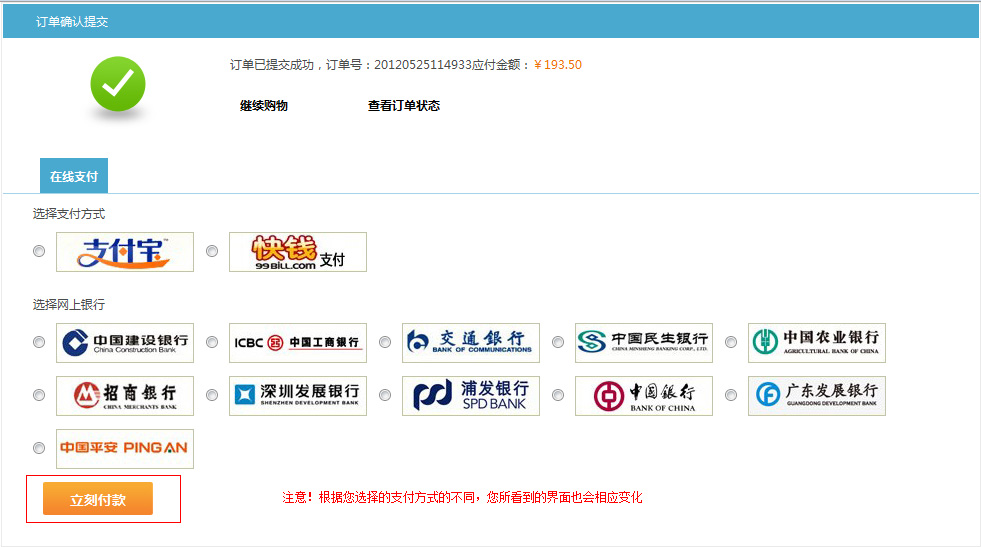 订单确认提交
订单已提交成功，订单号：20120525114933应付金额：￥193.50
继续购物 查看订单状态
在线支付
选择支付方式
支付宝™ 快钱 99BILL.COM 支付
选择网上银行
中国建设银行 China Construction Bank ICBC 中国工商银行 交通银行 BANK OF COMMUNICATIONS 中国民生银行 CHINA MINSHENG BANKING CORP., LTD. 中国农业银行 AGRICULTURAL BANK OF CHINA
招商银行 CHINA MERCHANTS BANK 深圳发展银行 SHENZHEN DEVELOPMENT BANK 浦发银行 SPD BANK 中国银行 BANK OF CHINA 广东发展银行 GUANGDONG DEVELOPMENT BANK
中国平安 PINGAN
立刻付款 注意！根据您选择的支付方式的不同，您所看到的界面也会相应变化